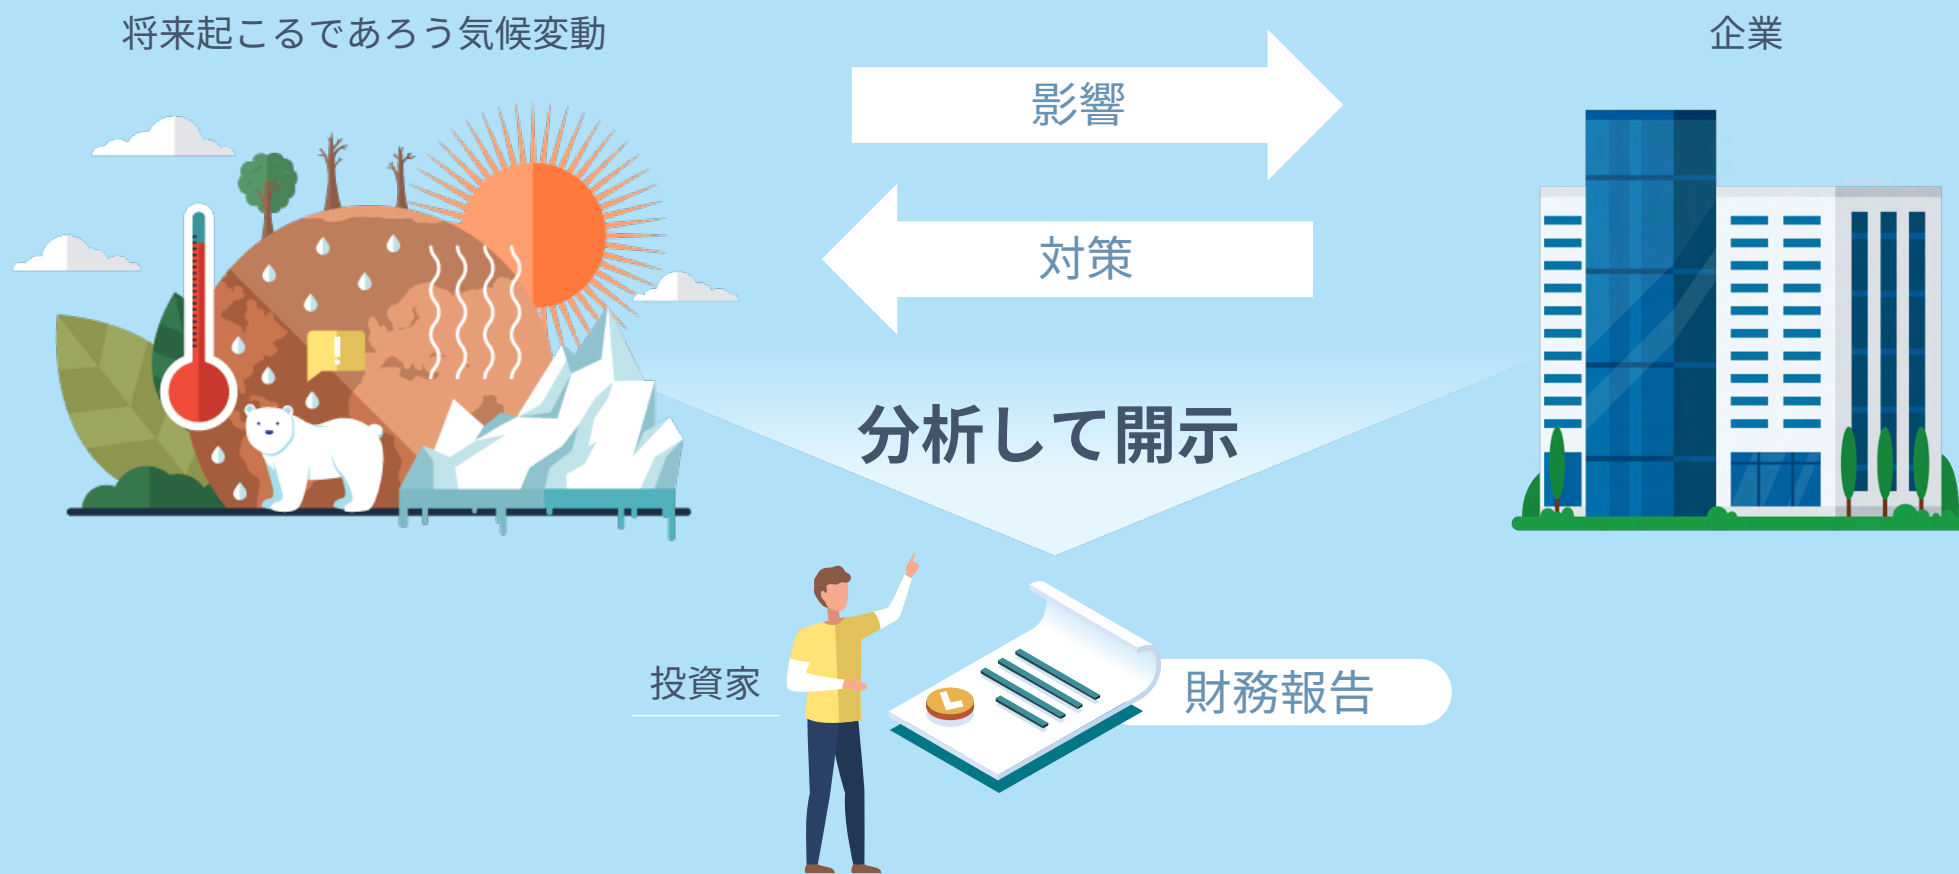 将来起こるであろう気候変動
企業
影響
対策
分析して開示
投資家
財務報告